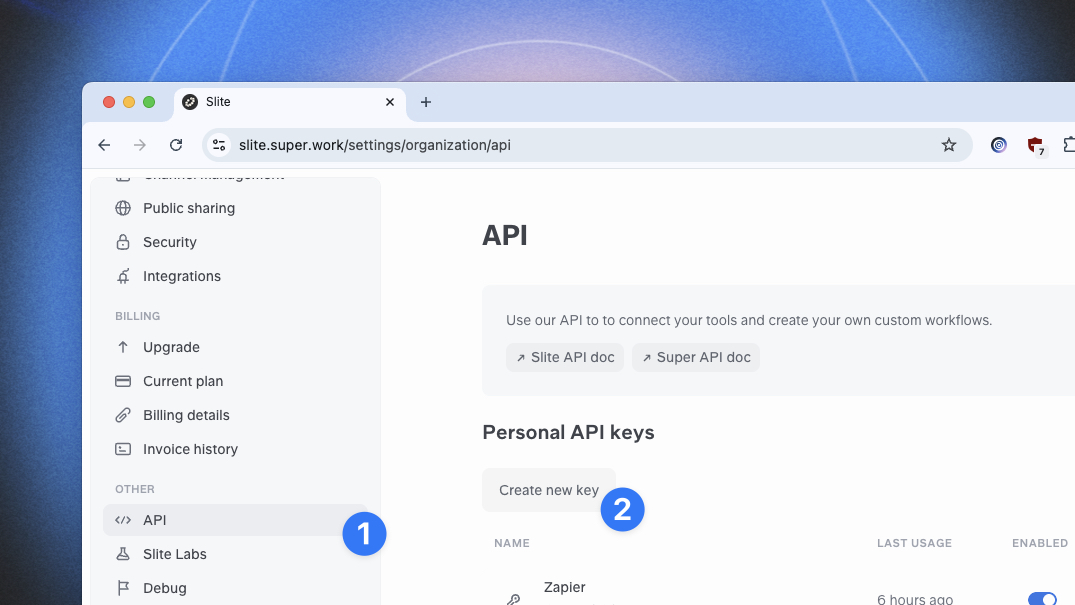 Slite
slite.super.work/settings/organization/api
7
Channel management
Public sharing
Security
Integrations
BILLING
Upgrade
Current plan
Billing details
Invoice history
OTHER
API
1
Slite Labs
Debug
API
Use our API to to connect your tools and create your own custom workflows.
Slite API doc
Super API doc
Personal API keys
Create new key
2
NAME
LAST USAGE
ENABLED
Zapier
6 hours ago